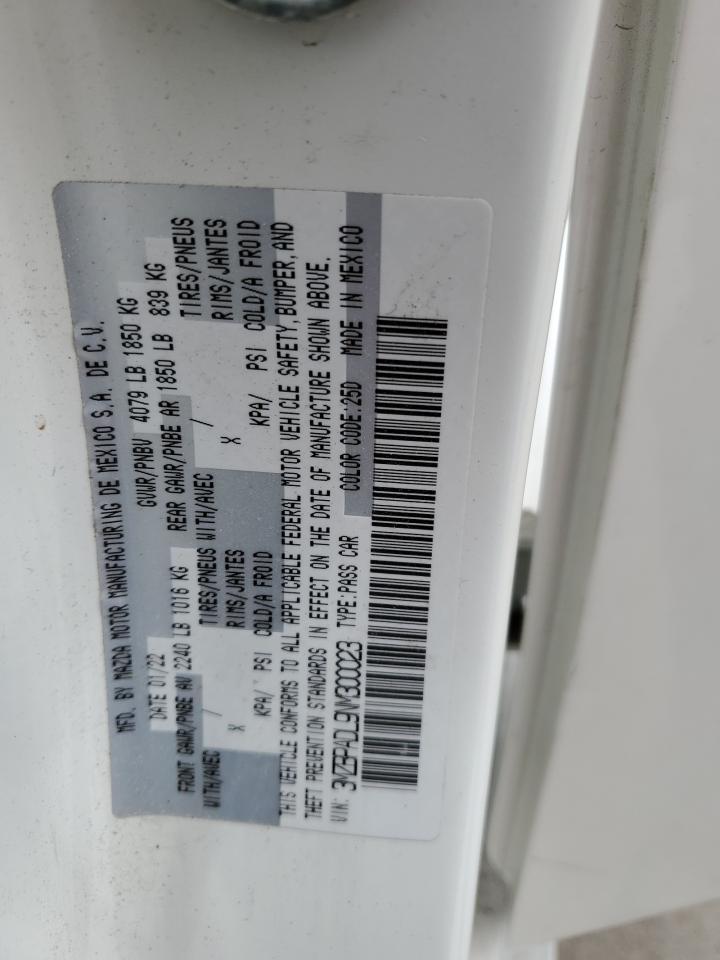 MFD. BY MAZDA MOTOR MANUFACTURING DE MEXICO S.A. DE C.V.
DATE 01/22 GVWR/PNBV 4079 LB 1850 KG
FRONT GAWR/PNBE AV 2240 LB 1016 KG REAR GAWR/PNBE AR 1850 LB 839 KG
WITH/AVEC / TIRES/PNEUS WITH/AVEC / TIRES/PNEUS
X RIMS/JANTES X RIMS/JANTES
KPA/ PSI COLD/A FROID KPA/ PSI COLD/A FROID
THIS VEHICLE CONFORMS TO ALL APPLICABLE FEDERAL MOTOR VEHICLE SAFETY, BUMPER, AND
THEFT PREVENTION STANDARDS IN EFFECT ON THE DATE OF MANUFACTURE SHOWN ABOVE.
VIN: 3MZBPADL9NM300023 TYPE:PASS CAR COLOR CODE:25D MADE IN MEXICO